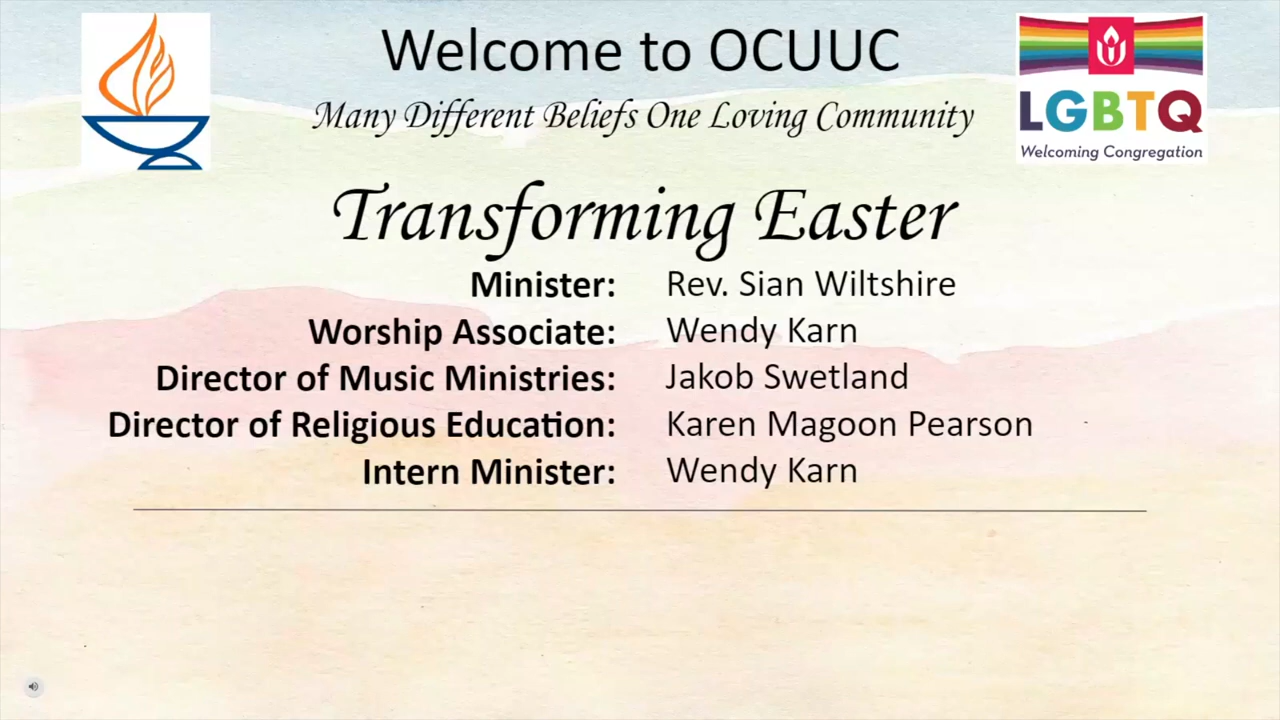 Welcome to OCUUC
Many Different Beliefs One Loving Community
LGBTQ
Welcoming Congregation
Transforming Easter
Minister: Rev. Sian Wiltshire
Worship Associate: Wendy Karn
Director of Music Ministries: Jakob Swetland
Director of Religious Education: Karen Magoon Pearson
Intern Minister: Wendy Karn